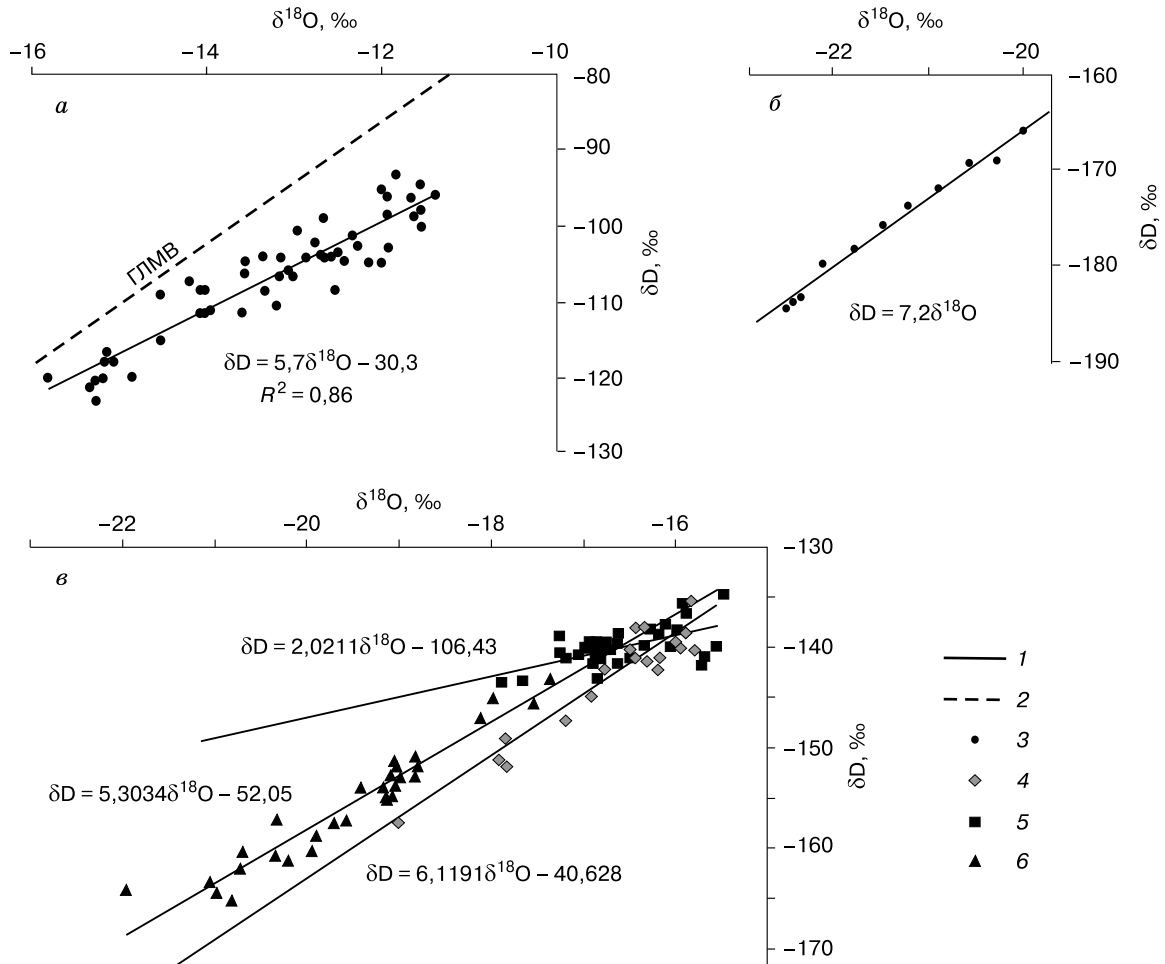 δ¹⁸O, ‰
−16 −14 −12 −10
−80
−90
−100
−110
−120
−130
δD, ‰
а
ГЛМВ
δD = 5,7δ¹⁸O − 30,3
R² = 0,86
δ¹⁸O, ‰
−22 −20
−160
−170
−180
−190
δD, ‰
б
δD = 7,2δ¹⁸O
δ¹⁸O, ‰
−22 −20 −18 −16
−130
−140
−150
−160
−170
δD, ‰
в
δD = 2,0211δ¹⁸O − 106,43
δD = 5,3034δ¹⁸O − 52,05
δD = 6,1191δ¹⁸O − 40,628
1
2
3
4
5
6